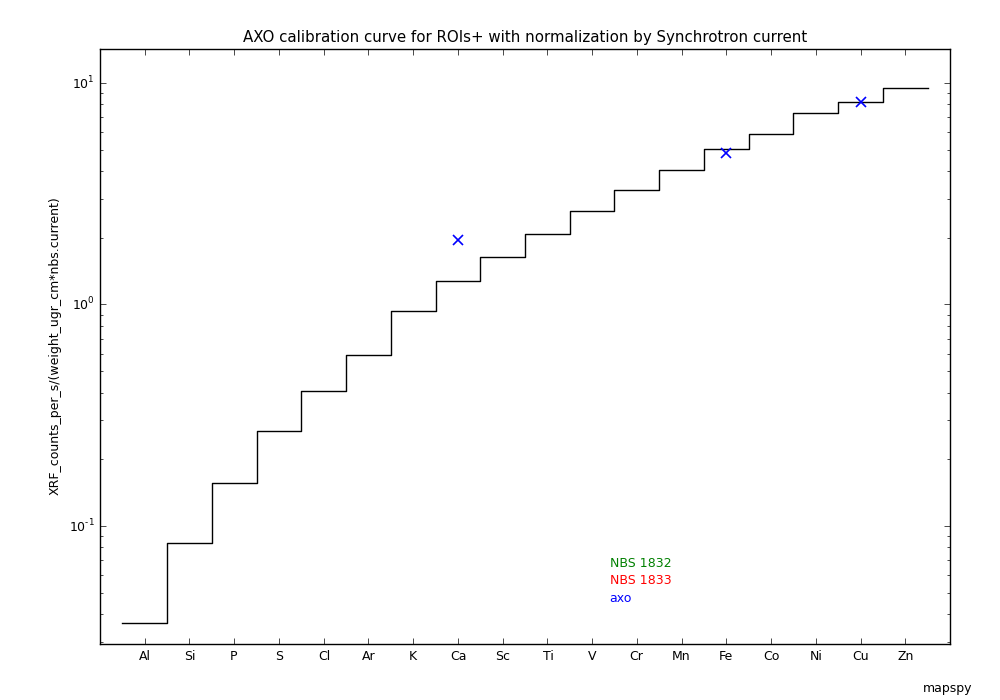 AXO calibration curve for ROIs+ with normalization by Synchrotron current
XRF_counts_per_s/(weight_ugr_cm*nbs.current)
10^1
10^0
10^-1
NBS 1832
NBS 1833
axo
Al Si P S Cl Ar K Ca Sc Ti V Cr Mn Fe Co Ni Cu Zn
mapspy